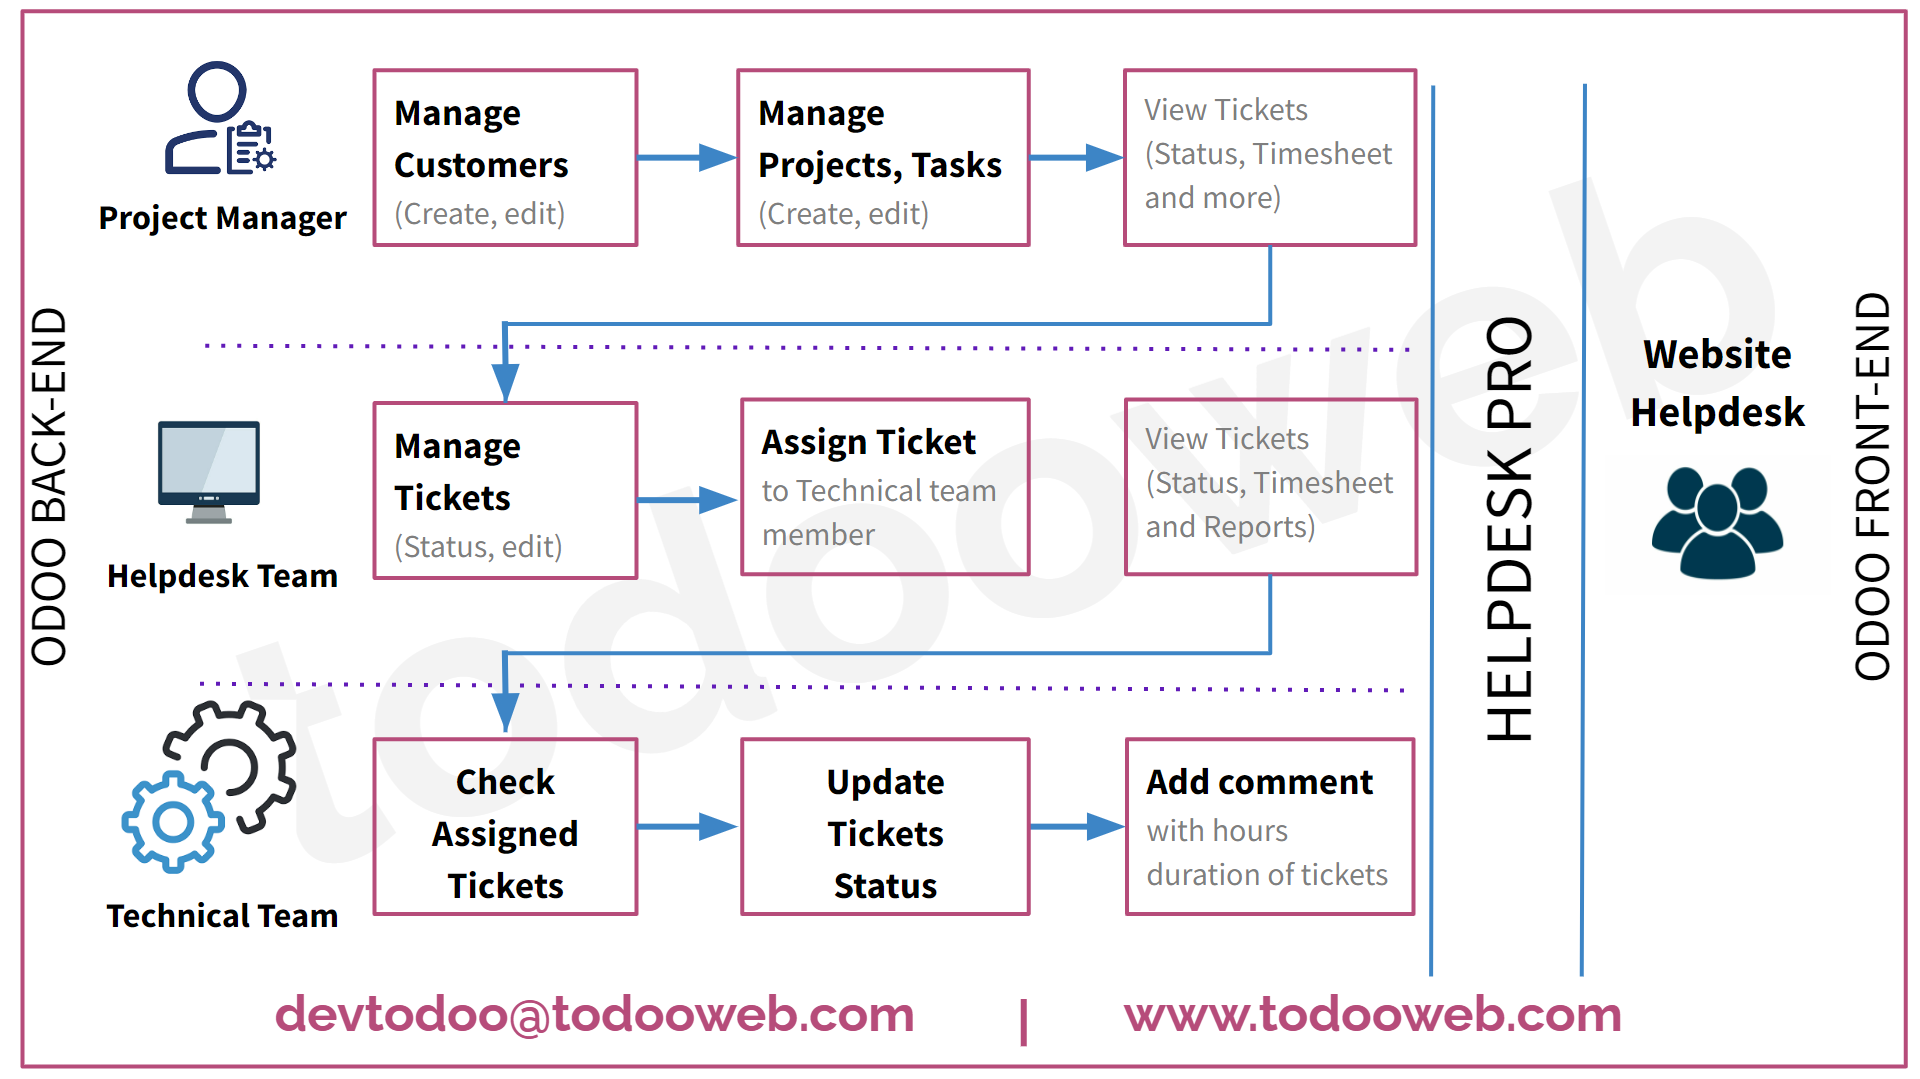 ODOO BACK-END
Project Manager
Manage
Customers
(Create, edit)
Manage
Projects, Tasks
(Create, edit)
View Tickets
(Status, Timesheet
and more)
Helpdesk Team
Manage
Tickets
(Status, edit)
Assign Ticket
to Technical team
member
View Tickets
(Status, Timesheet
and Reports)
Technical Team
Check
Assigned
Tickets
Update
Tickets
Status
Add comment
with hours
duration of tickets
HELPDESK PRO
Website
Helpdesk
ODOO FRONT-END
todooweb
devtodoo@todooweb.com | www.todooweb.com